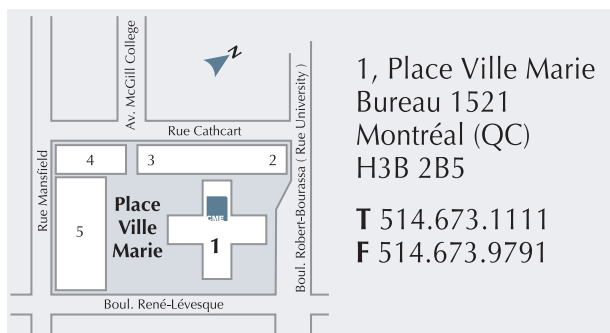 N
Av. McGill College
Rue Cathcart
Boul. Robert-Bourassa ( Rue University )
Rue Mansfield
4
3
2
5
Place
Ville
Marie
CME
1
Boul. René-Lévesque
1, Place Ville Marie
Bureau 1521
Montréal (QC)
H3B 2B5
T 514.673.1111
F 514.673.9791